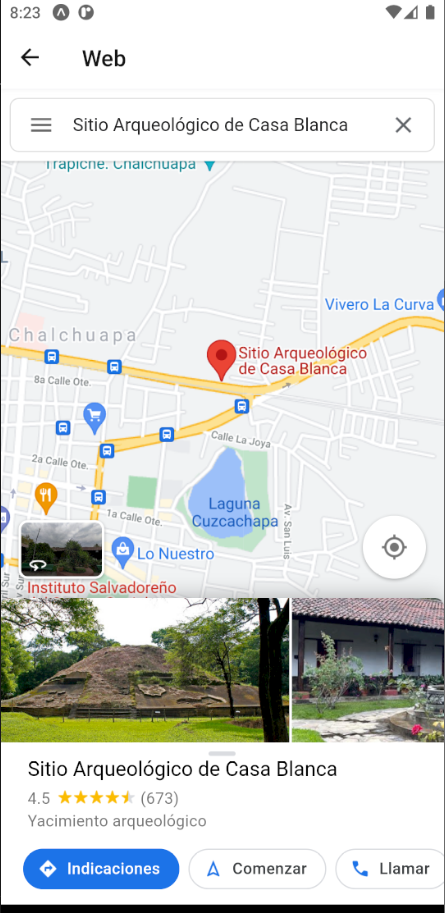 8:23
Web
Sitio Arqueológico de Casa Blanca
Trapiche. Chalchuapa
Vivero La Curva
Chalchuapa
Sitio Arqueológico
de Casa Blanca
8a Calle Ote.
Calle La Joya
2a Calle Ote.
Laguna
Cuzcachapa
1a Calle Ote.
Av. San Luis
Lo Nuestro
Instituto Salvadoreño
Sitio Arqueológico de Casa Blanca
4.5 (673)
Yacimiento arqueológico
Indicaciones
Comenzar
Llamar